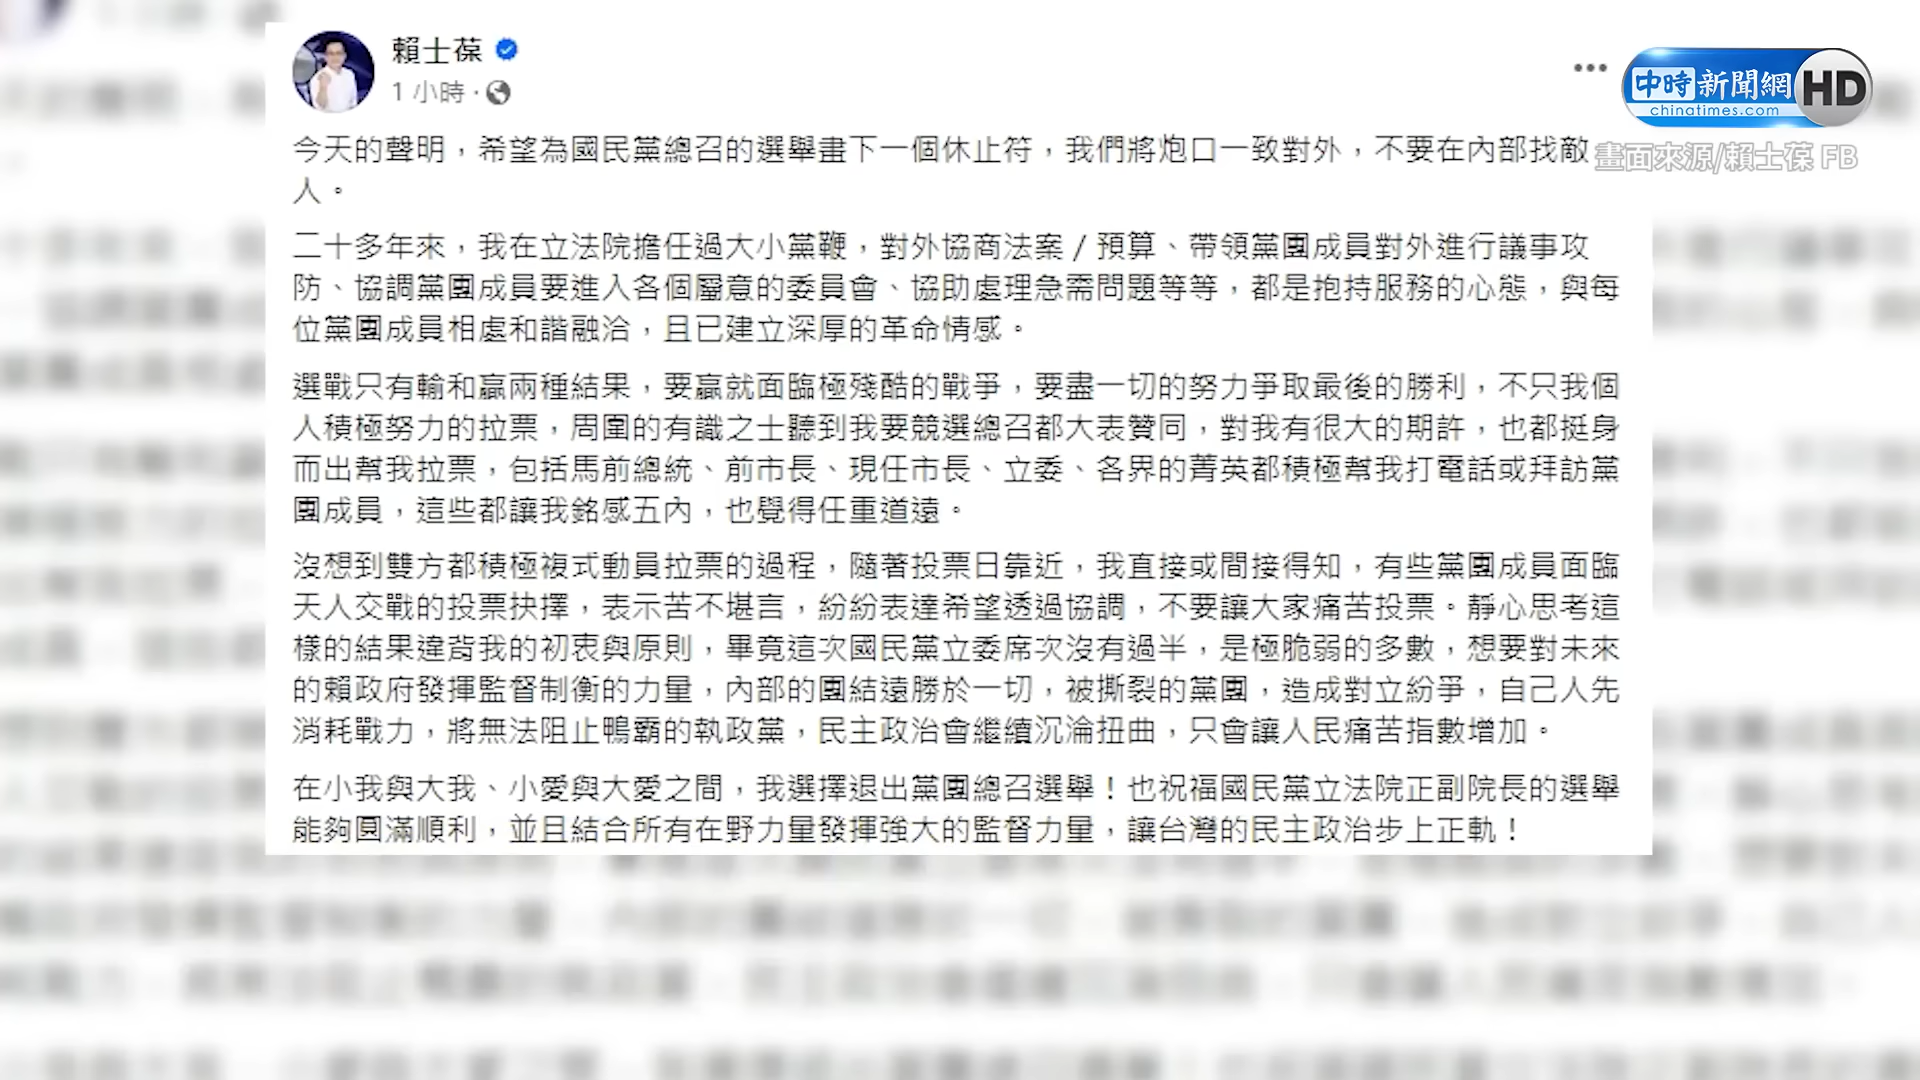 賴士葆
1 小時 ·
中時新聞網 HD
chinatimes.com
畫面來源/賴士葆 FB
今天的聲明，希望為國民黨總召的選舉畫下一個休止符，我們將炮口一致對外，不要在內部找敵
人。
二十多年來，我在立法院擔任過大小黨鞭，對外協商法案 / 預算、帶領黨團成員對外進行議事攻
防、協調黨團成員要進入各個屬意的委員會、協助處理急需問題等等，都是抱持服務的心態，與每
位黨團成員相處和諧融洽，且已建立深厚的革命情感。
選戰只有輸和贏兩種結果，要贏就面臨極殘酷的戰爭，要盡一切的努力爭取最後的勝利，不只我個
人積極努力的拉票，周圍的有識之士聽到我要競選總召都大表贊同，對我有很大的期許，也都挺身
而出幫我拉票，包括馬前總統、前市長、現任市長、立委、各界的菁英都積極幫我打電話或拜訪黨
團成員，這些都讓我銘感五內，也覺得任重道遠。
沒想到雙方都積極複式動員拉票的過程，隨著投票日靠近，我直接或間接得知，有些黨團成員面臨
天人交戰的投票抉擇，表示苦不堪言，紛紛表達希望透過協調，不要讓大家痛苦投票。靜心思考這
樣的結果違背我的初衷與原則，畢竟這次國民黨立委席次沒有過半，是極脆弱的多數，想要對未來
的賴政府發揮監督制衡的力量，內部的團結遠勝於一切，被撕裂的黨團，造成對立紛爭，自己人先
消耗戰力，將無法阻止鴨霸的執政黨，民主政治會繼續沉淪扭曲，只會讓人民痛苦指數增加。
在小我與大我、小愛與大愛之間，我選擇退出黨團總召選舉！也祝福國民黨立法院正副院長的選舉
能夠圓滿順利，並且結合所有在野力量發揮強大的監督力量，讓台灣的民主政治步上正軌！